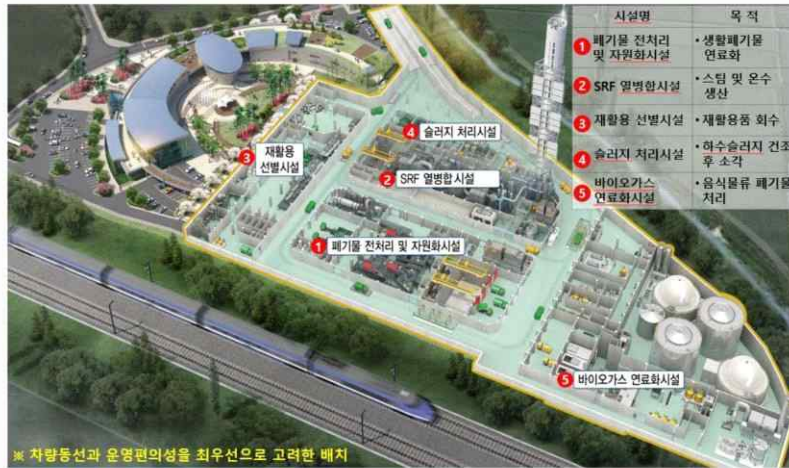 시설명 목 적
1 폐기물 전처리 및 자원화시설 • 생활폐기물 연료화
2 SRF 열병합시설 • 스팀 및 온수 생산
3 재활용 선별시설 • 재활용품 회수
4 슬러지 처리시설 • 하수슬러지 건조 후 소각
5 바이오가스 연료화시설 • 음식물류 폐기물 처리
4 슬러지 처리시설
3 재활용
선별시설
2 SRF 열병합시설
1 폐기물 전처리 및 자원화시설
5 바이오가스 연료화시설
※ 차량동선과 운영편의성을 최우선으로 고려한 배치